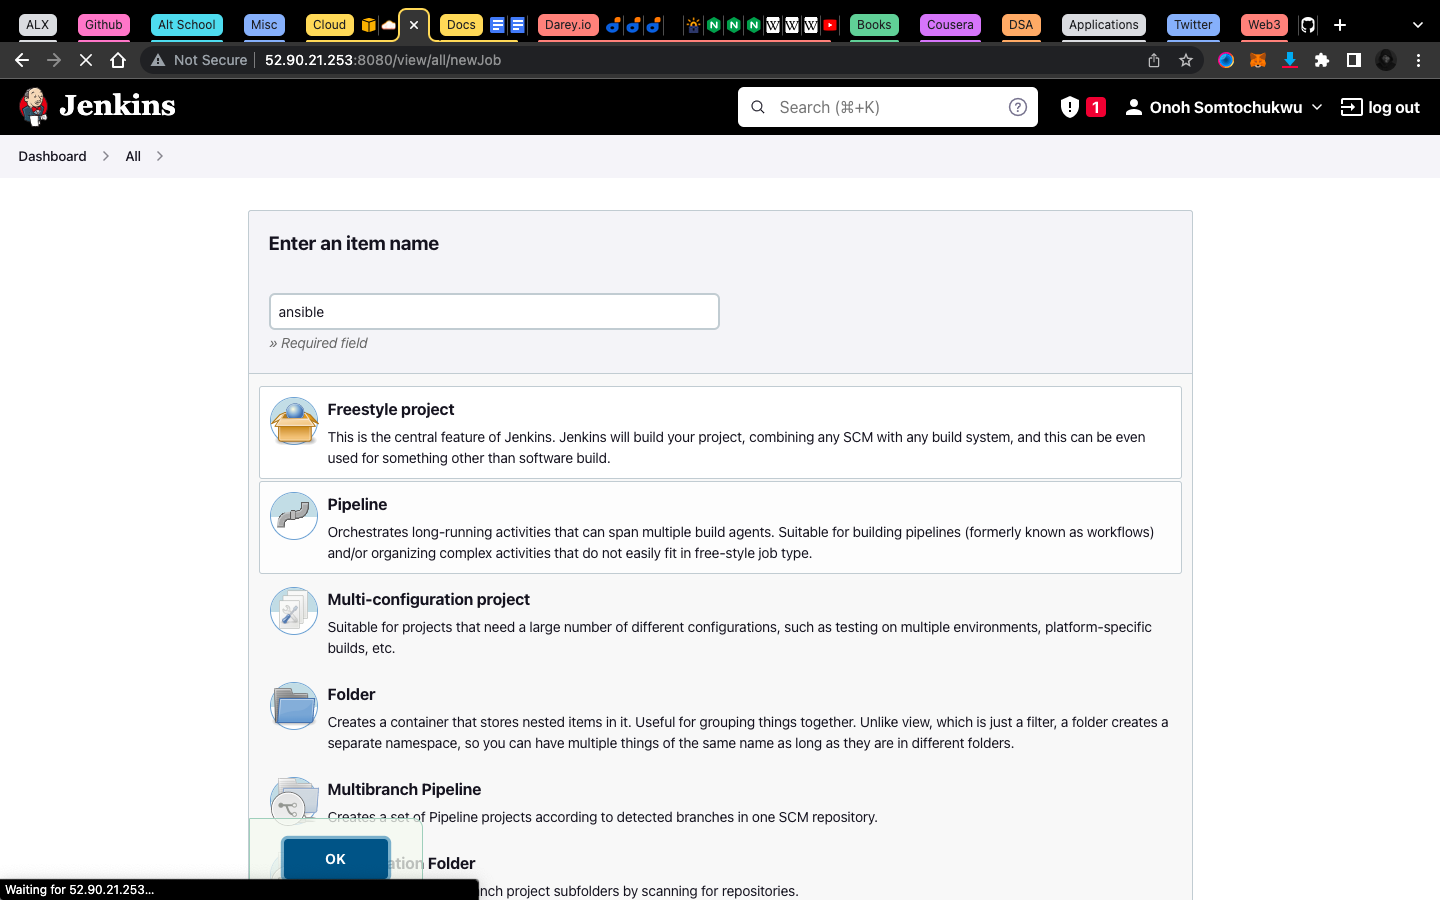 ALX Github Alt School Misc Cloud Docs Darey.io Books Cousera DSA Applications Twitter Web3
Not Secure 52.90.21.253:8080/view/all/newJob
Jenkins Search (⌘+K) 1 Onoh Somtochukwu log out
Dashboard All
Enter an item name
ansible
» Required field
Freestyle project
This is the central feature of Jenkins. Jenkins will build your project, combining any SCM with any build system, and this can be even
used for something other than software build.
Pipeline
Orchestrates long-running activities that can span multiple build agents. Suitable for building pipelines (formerly known as workflows)
and/or organizing complex activities that do not easily fit in free-style job type.
Multi-configuration project
Suitable for projects that need a large number of different configurations, such as testing on multiple environments, platform-specific
builds, etc.
Folder
Creates a container that stores nested items in it. Useful for grouping things together. Unlike view, which is just a filter, a folder creates a
separate namespace, so you can have multiple things of the same name as long as they are in different folders.
Multibranch Pipeline
Creates a set of Pipeline projects according to detected branches in one SCM repository.
OK
Folder
project subfolders by scanning for repositories.
Waiting for 52.90.21.253...